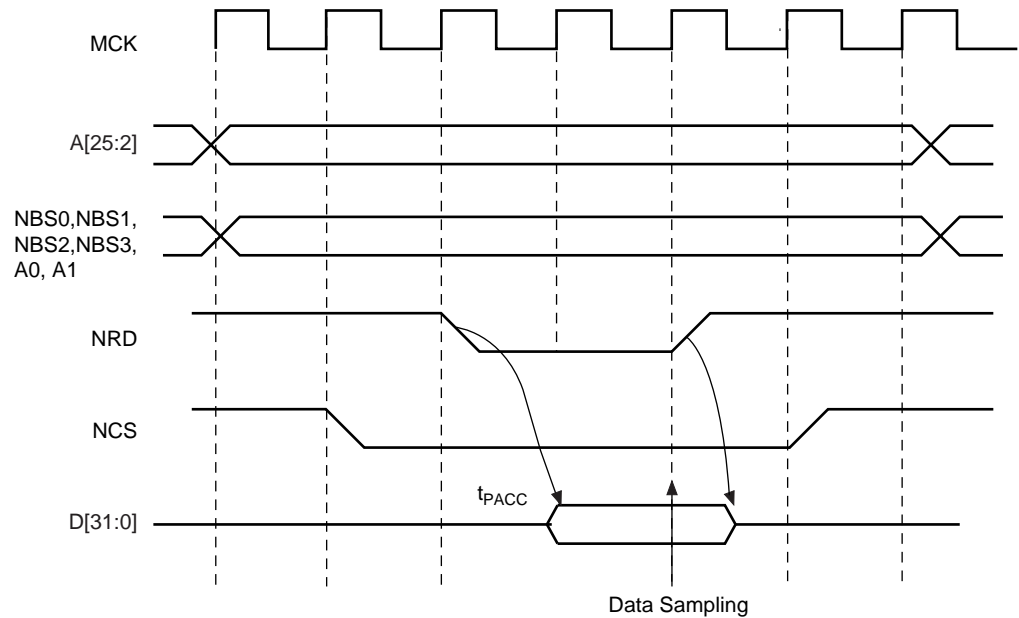 MCK
A[25:2]
NBS0,NBS1,
NBS2,NBS3,
A0, A1
NRD
NCS
tPACC
D[31:0]
Data Sampling